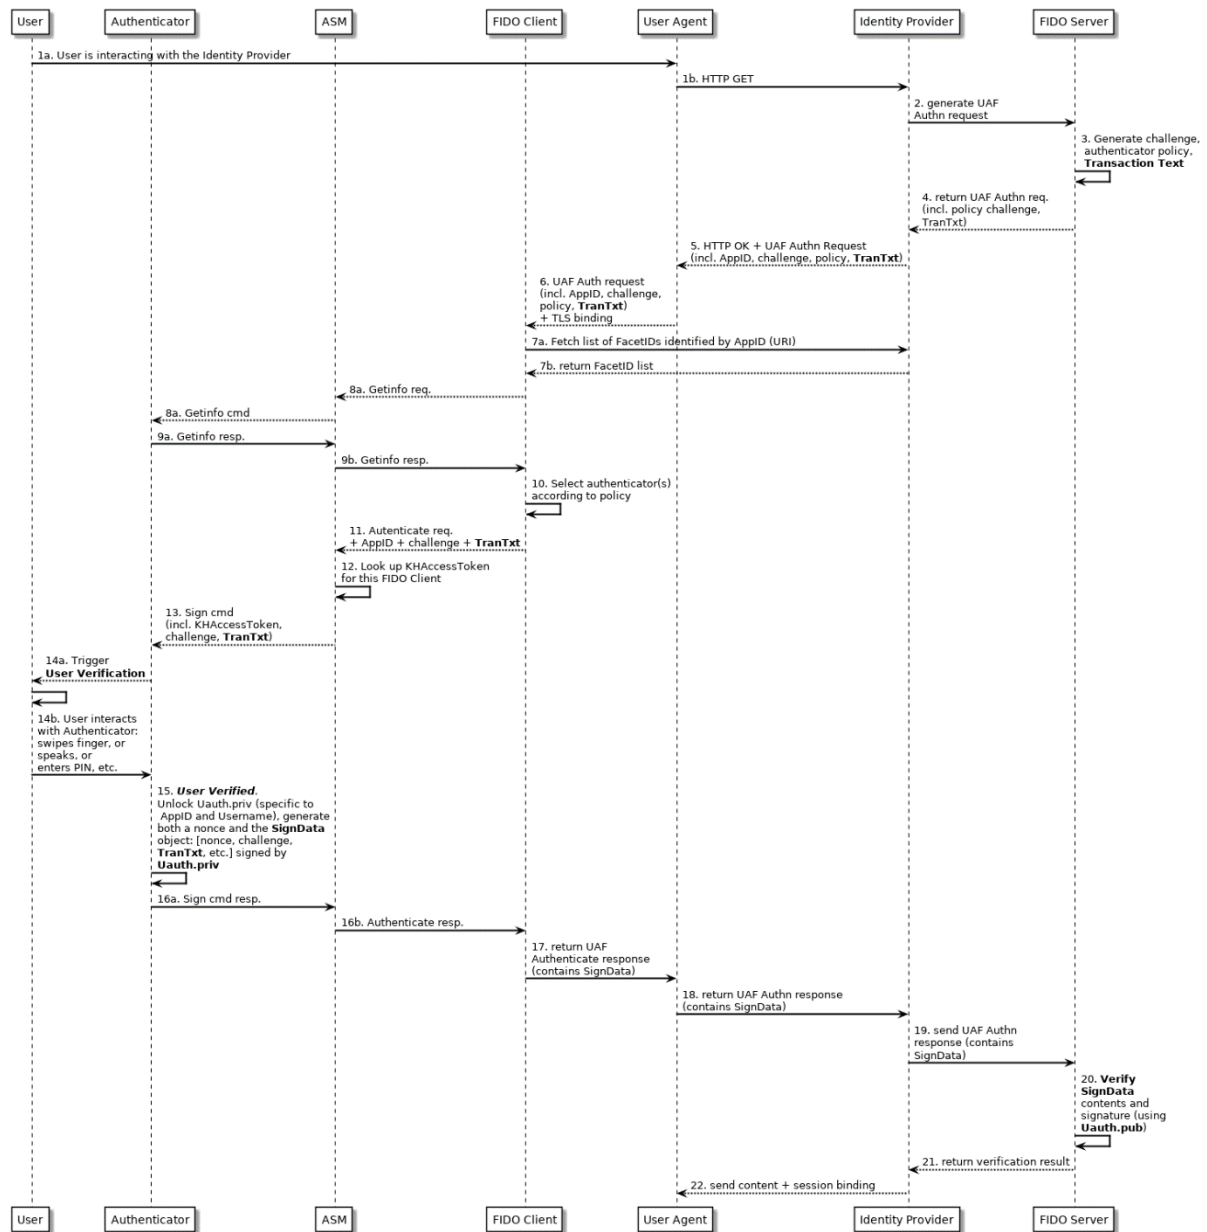 User
Authenticator
ASM
FIDO Client
User Agent
Identity Provider
FIDO Server
1a. User is interacting with the Identity Provider
1b. HTTP GET
2. generate UAF
Authn request
3. Generate challenge,
authenticator policy,
Transaction Text
4. return UAF Authn req.
(incl. policy challenge,
TranTxt)
5. HTTP OK + UAF Authn Request
(incl. AppID, challenge, policy, TranTxt)
6. UAF Auth request
(incl. AppID, challenge,
policy, TranTxt)
+ TLS binding
7a. Fetch list of FacetIDs identified by AppID (URI)
7b. return FacetID list
8a. Getinfo req.
8a. Getinfo cmd
9a. Getinfo resp.
9b. Getinfo resp.
10. Select authenticator(s)
according to policy
11. Autenticate req.
+ AppID + challenge + TranTxt
12. Look up KHAccessToken
for this FIDO Client
13. Sign cmd
(incl. KHAccessToken,
challenge, TranTxt)
14a. Trigger
User Verification
14b. User interacts
with Authenticator:
swipes finger, or
speaks, or
enters PIN, etc.
15. User Verified.
Unlock Uauth.priv (specific to
AppID and Username), generate
both a nonce and the SignData
object: [nonce, challenge,
TranTxt, etc.] signed by
Uauth.priv
16a. Sign cmd resp.
16b. Authenticate resp.
17. return UAF
Authenticate response
(contains SignData)
18. return UAF Authn response
(contains SignData)
19. send UAF Authn
response (contains
SignData)
20. Verify
SignData
contents and
signature (using
Uauth.pub)
21. return verification result
22. send content + session binding
User
Authenticator
ASM
FIDO Client
User Agent
Identity Provider
FIDO Server